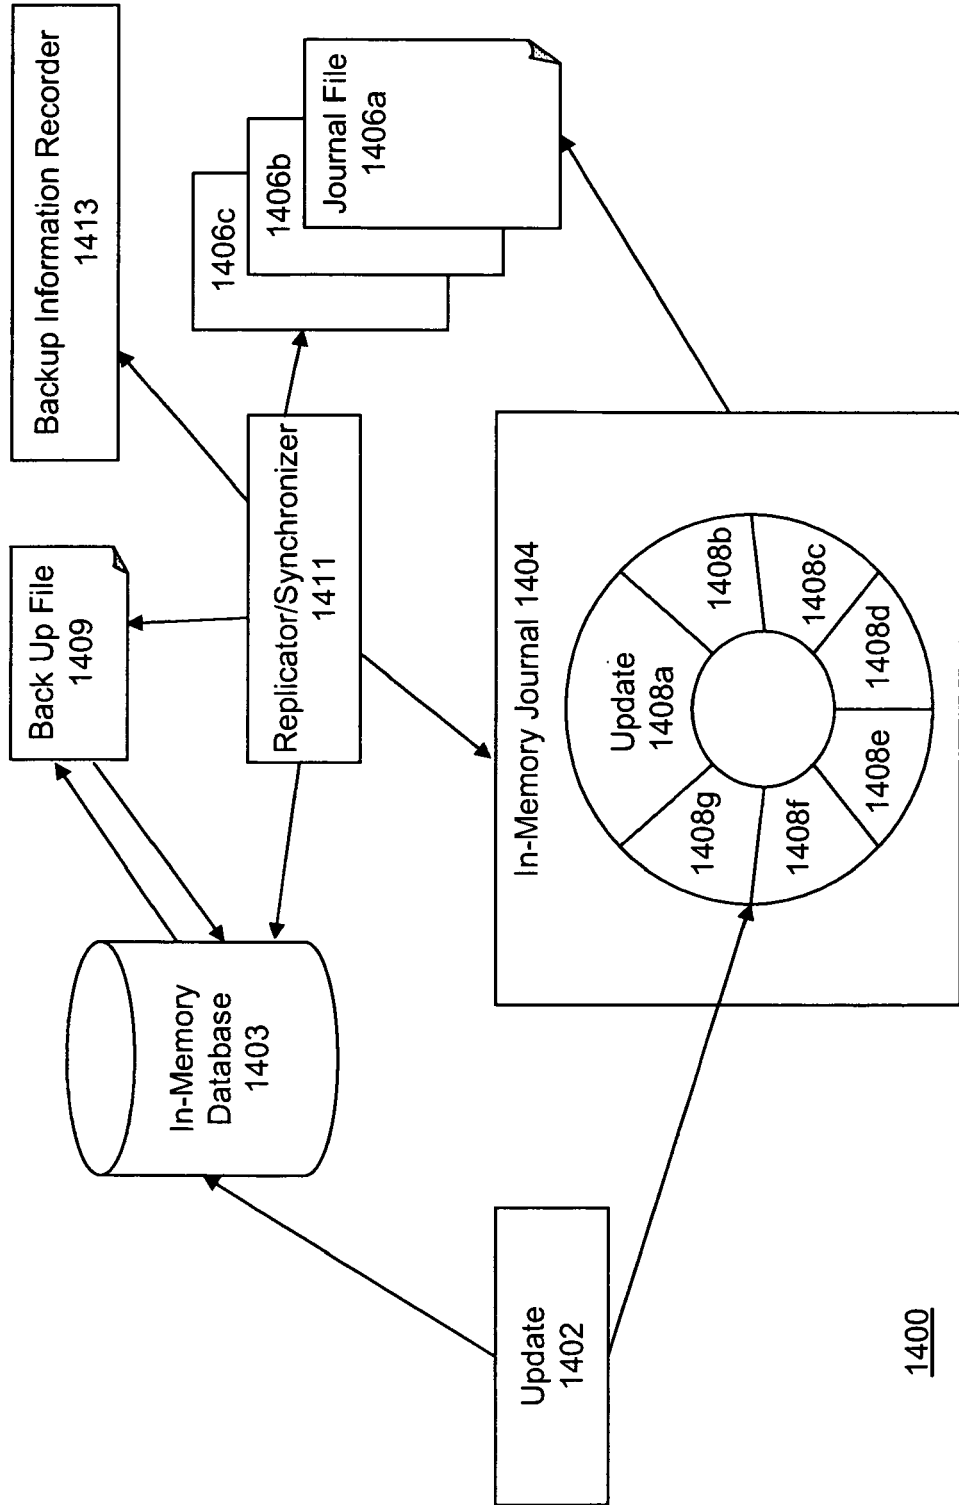 Back Up File
1409
Backup Information Recorder
1413
In-Memory
Database
1403
Replicator/Synchronizer
1411
1406c
1406b
Journal File
1406a
Update
1402
In-Memory Journal 1404
Update
1408a
1408b
1408c
1408d
1408e
1408f
1408g
1400